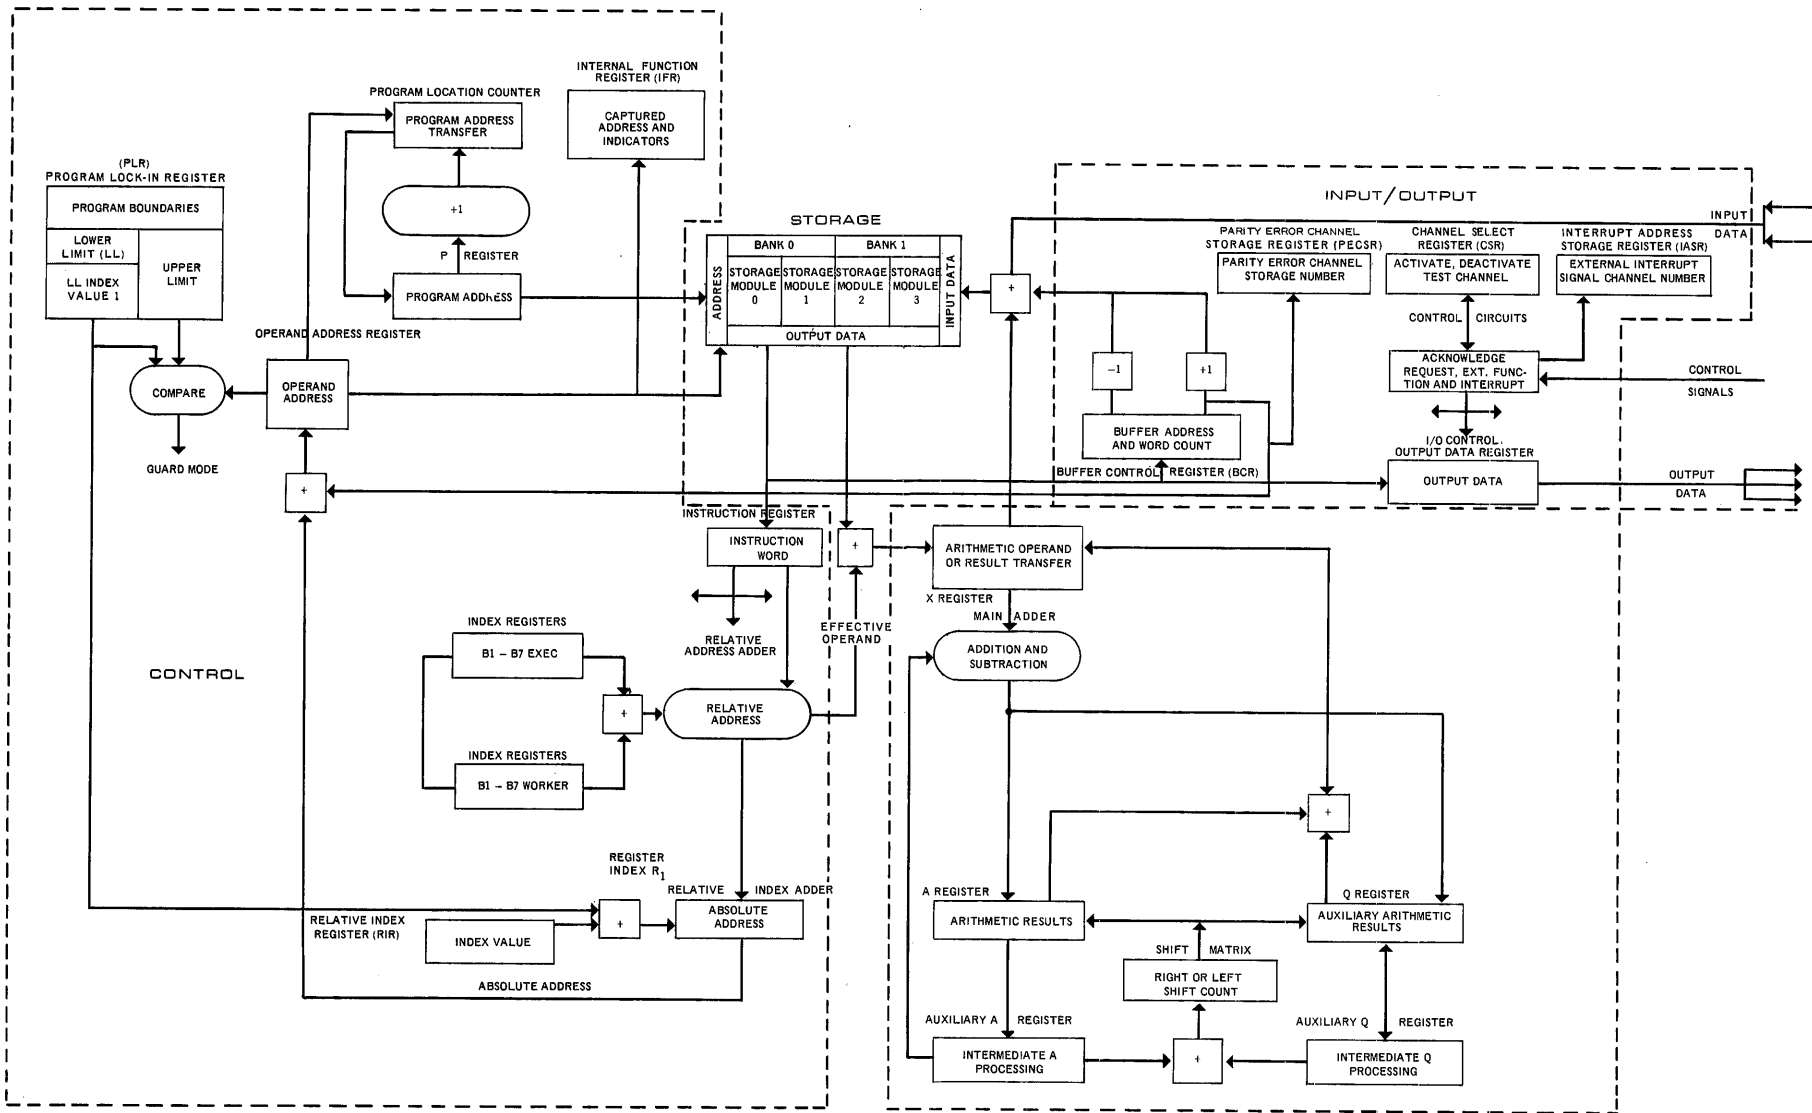 INTERNAL FUNCTION
REGISTER (IFR)
CAPTURED
ADDRESS AND
INDICATORS
PROGRAM LOCATION COUNTER
PROGRAM ADDRESS
TRANSFER
+1
P REGISTER
PROGRAM ADDRESS
(PLR)
PROGRAM LOCK-IN REGISTER
PROGRAM BOUNDARIES
LOWER
LIMIT (LL)
LL INDEX
VALUE 1
UPPER
LIMIT
OPERAND ADDRESS REGISTER
COMPARE
OPERAND
ADDRESS
GUARD MODE
+
CONTROL
INDEX REGISTERS
B1 – B7 EXEC
+
INDEX REGISTERS
B1 – B7 WORKER
INSTRUCTION REGISTER
INSTRUCTION
WORD
RELATIVE
ADDRESS ADDER
RELATIVE
ADDRESS
EFFECTIVE
OPERAND
REGISTER
INDEX R1
RELATIVE INDEX ADDER
ABSOLUTE
ADDRESS
RELATIVE INDEX
REGISTER (RIR)
INDEX VALUE
+
ABSOLUTE ADDRESS
STORAGE
ADDRESS
BANK 0
BANK 1
STORAGE
MODULE
0
STORAGE
MODULE
1
STORAGE
MODULE
2
STORAGE
MODULE
3
INPUT DATA
OUTPUT DATA
+
INPUT/OUTPUT
INPUT
DATA
PARITY ERROR CHANNEL
STORAGE REGISTER (PECSR)
PARITY ERROR CHANNEL
STORAGE NUMBER
CHANNEL SELECT
REGISTER (CSR)
ACTIVATE, DEACTIVATE
TEST CHANNEL
INTERRUPT ADDRESS
STORAGE REGISTER (IASR)
EXTERNAL INTERRUPT
SIGNAL CHANNEL NUMBER
CONTROL CIRCUITS
ACKNOWLEDGE
REQUEST, EXT. FUNC-
TION AND INTERRUPT
CONTROL
SIGNALS
-1
+1
BUFFER ADDRESS
AND WORD COUNT
BUFFER CONTROL REGISTER (BCR)
I/O CONTROL.
OUTPUT DATA REGISTER
OUTPUT DATA
OUTPUT
DATA
+
ARITHMETIC OPERAND
OR RESULT TRANSFER
X REGISTER
MAIN ADDER
ADDITION AND
SUBTRACTION
+
A REGISTER
ARITHMETIC RESULTS
Q REGISTER
AUXILIARY ARITHMETIC
RESULTS
SHIFT MATRIX
RIGHT OR LEFT
SHIFT COUNT
AUXILIARY A REGISTER
INTERMEDIATE A
PROCESSING
+
AUXILIARY Q REGISTER
INTERMEDIATE Q
PROCESSING